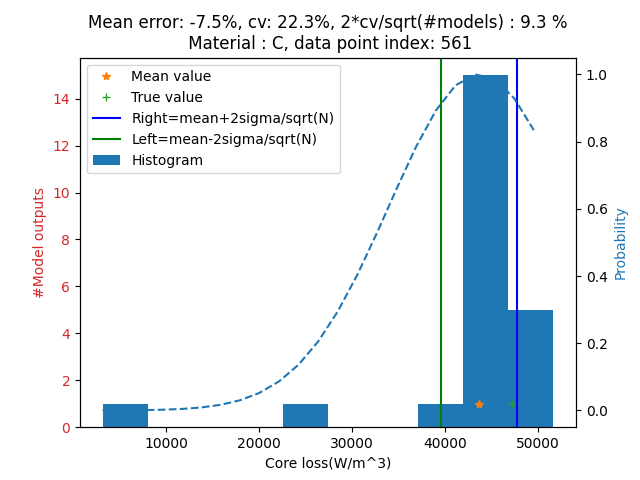 Mean error: -7.5%, cv: 22.3%, 2*cv/sqrt(#models) : 9.3 %
Material : C, data point index: 561
Mean value
True value
Right=mean+2sigma/sqrt(N)
Left=mean-2sigma/sqrt(N)
Histogram
14
12
10
8
6
4
2
0
#Model outputs
1.0
0.8
0.6
0.4
0.2
0.0
Probability
10000 20000 30000 40000 50000
Core loss(W/m^3)